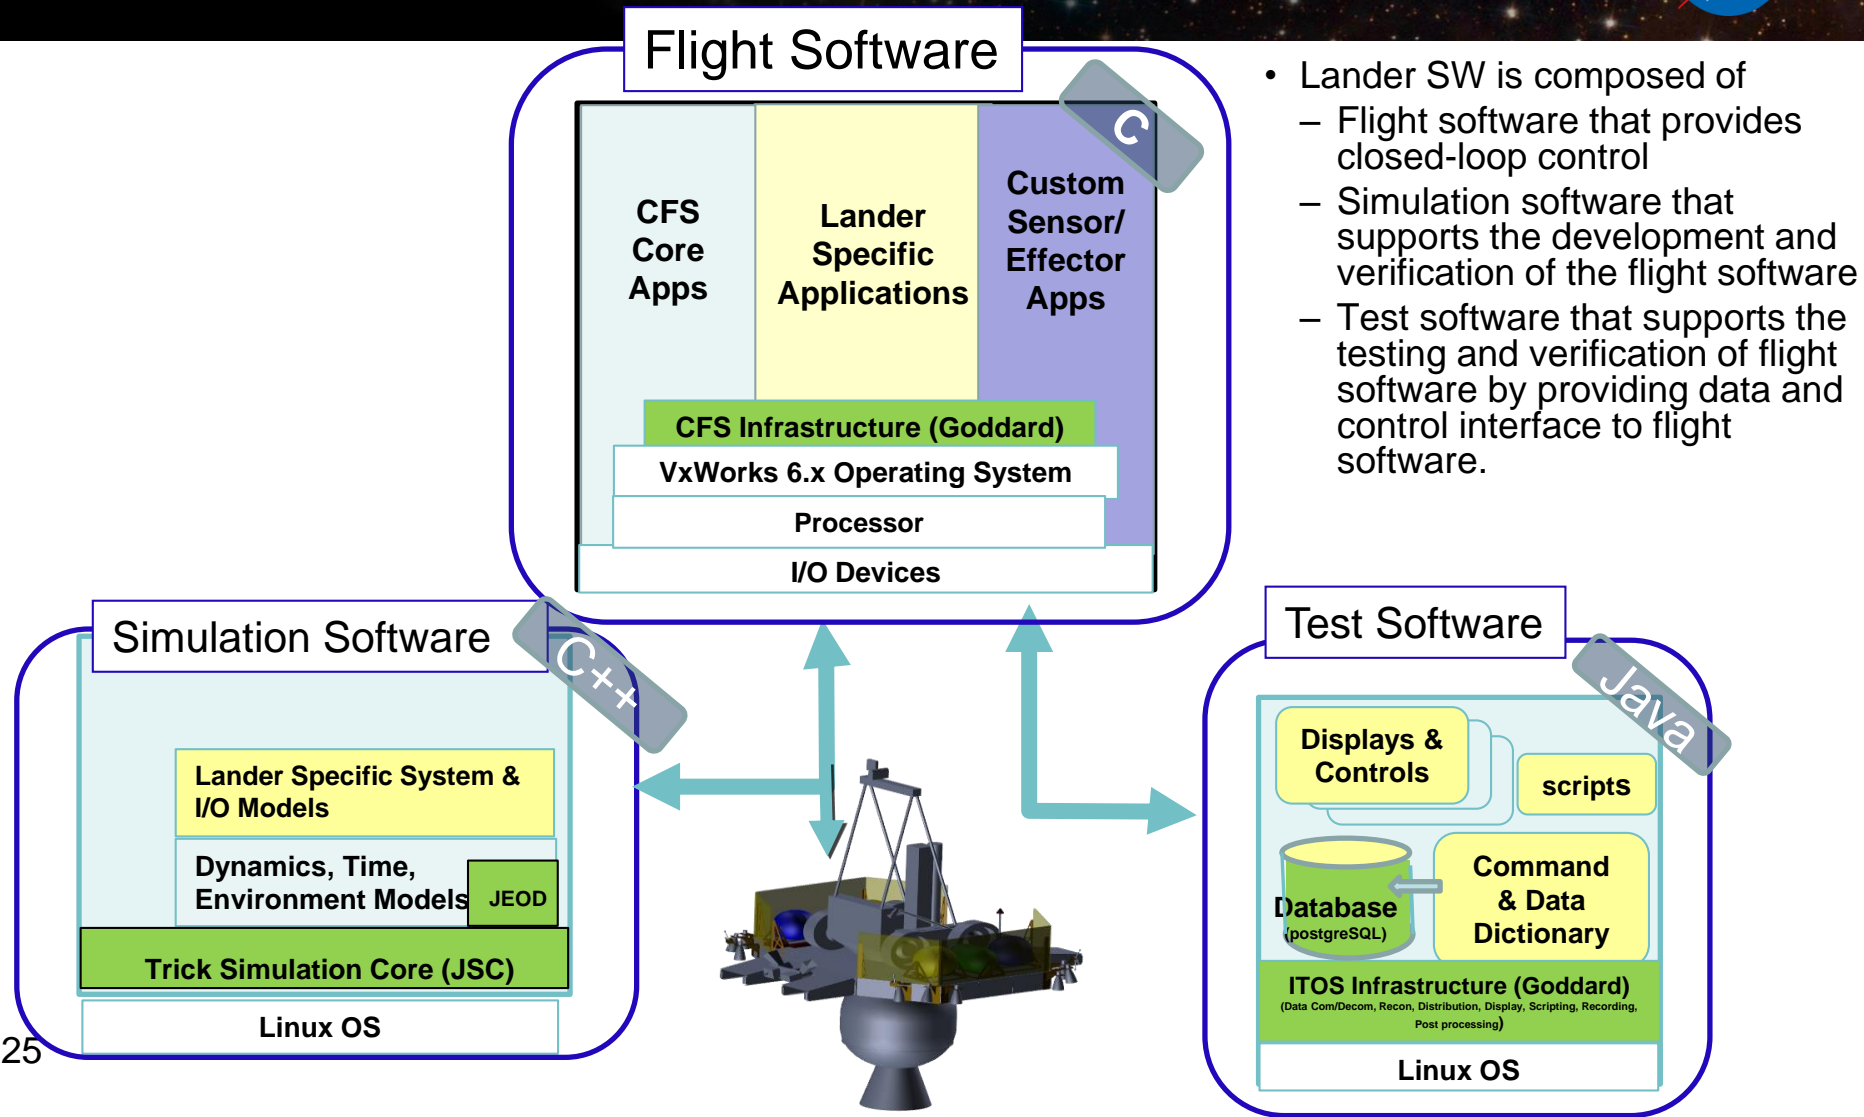 Flight Software
C
CFS
Core
Apps
Lander
Specific
Applications
Custom
Sensor/
Effector
Apps
CFS Infrastructure (Goddard)
VxWorks 6.x Operating System
Processor
I/O Devices
• Lander SW is composed of
– Flight software that provides
closed-loop control
– Simulation software that
supports the development and
verification of the flight software
– Test software that supports the
testing and verification of flight
software by providing data and
control interface to flight
software.
Simulation Software
C++
Lander Specific System &
I/O Models
Dynamics, Time,
Environment Models
JEOD
Trick Simulation Core (JSC)
Linux OS
Test Software
Java
Displays &
Controls
scripts
Database
(postgreSQL)
Command
& Data
Dictionary
ITOS Infrastructure (Goddard)
(Data Com/Decom, Recon, Distribution, Display, Scripting, Recording,
Post processing)
Linux OS
25